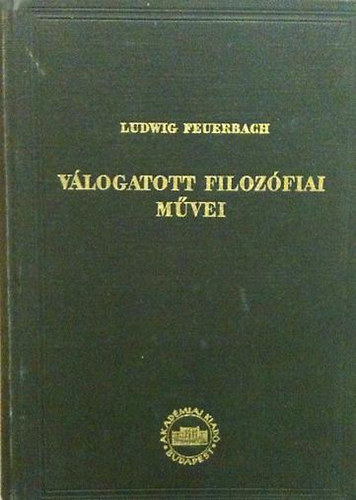 LUDWIG FEUERBACH
VÁLOGATOTT FILOZÓFIAI
MŰVEI
AKADÉMIAI KIADÓ
BUDAPEST